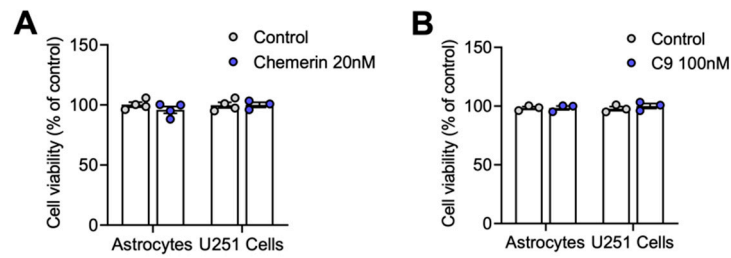 A
Cell viability (% of control)
150
100
50
0
Control
Chemerin 20nM
Astrocytes U251 Cells
B
Cell viability (% of control)
150
100
50
0
Control
C9 100nM
Astrocytes U251 Cells